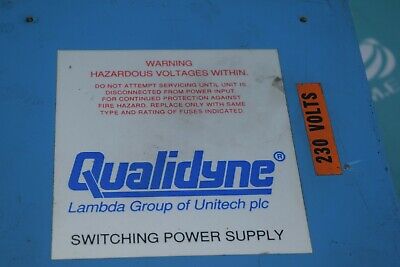 WARNING
HAZARDOUS VOLTAGES WITHIN.
DO NOT ATTEMPT SERVICING UNTIL UNIT IS
DISCONNECTED FROM POWER INPUT.
FOR CONTINUED PROTECTION AGAINST
FIRE HAZARD, REPLACE ONLY WITH SAME
TYPE AND RATING OF FUSES INDICATED.
Qualidyne®
Lambda Group of Unitech plc
SWITCHING POWER SUPPLY
230 VOLTS